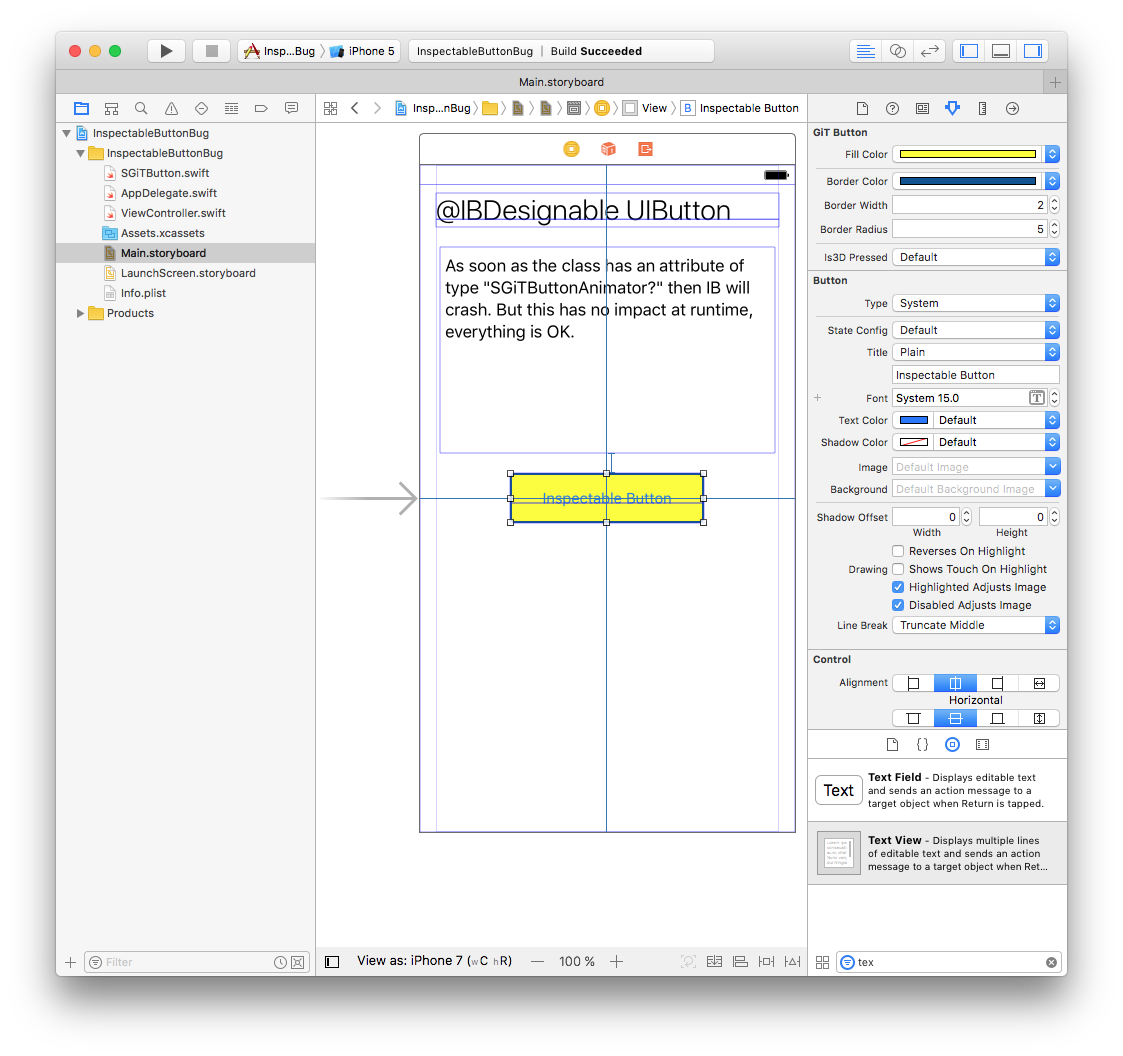 Insp...Bug
iPhone 5
InspectableButtonBug | Build Succeeded
Main.storyboard
Insp...nBug
View
B
Inspectable Button
InspectableButtonBug
InspectableButtonBug
SGiTButton.swift
AppDelegate.swift
ViewController.swift
Assets.xcassets
Main.storyboard
LaunchScreen.storyboard
Info.plist
Products
Filter
@IBDesignable UIButton
As soon as the class has an attribute of
type "SGiTButtonAnimator?" then IB will
crash. But this has no impact at runtime,
everything is OK.
Inspectable Button
View as: iPhone 7 (wC hR)
100 %
GiT Button
Fill Color
Border Color
Border Width 2
Border Radius 5
Is3D Pressed Default
Button
Type System
State Config Default
Title Plain
Inspectable Button
Font System 15.0 T
Text Color Default
Shadow Color Default
Image Default Image
Background Default Background Image
Shadow Offset 0 0
Width Height
Reverses On Highlight
Drawing Shows Touch On Highlight
Highlighted Adjusts Image
Disabled Adjusts Image
Line Break Truncate Middle
Control
Alignment
Horizontal
{}
Text
Text Field - Displays editable text
and sends an action message to a
target object when Return is tapped.
Text View - Displays multiple lines
of editable text and sends an action
message to a target object when Ret...
tex